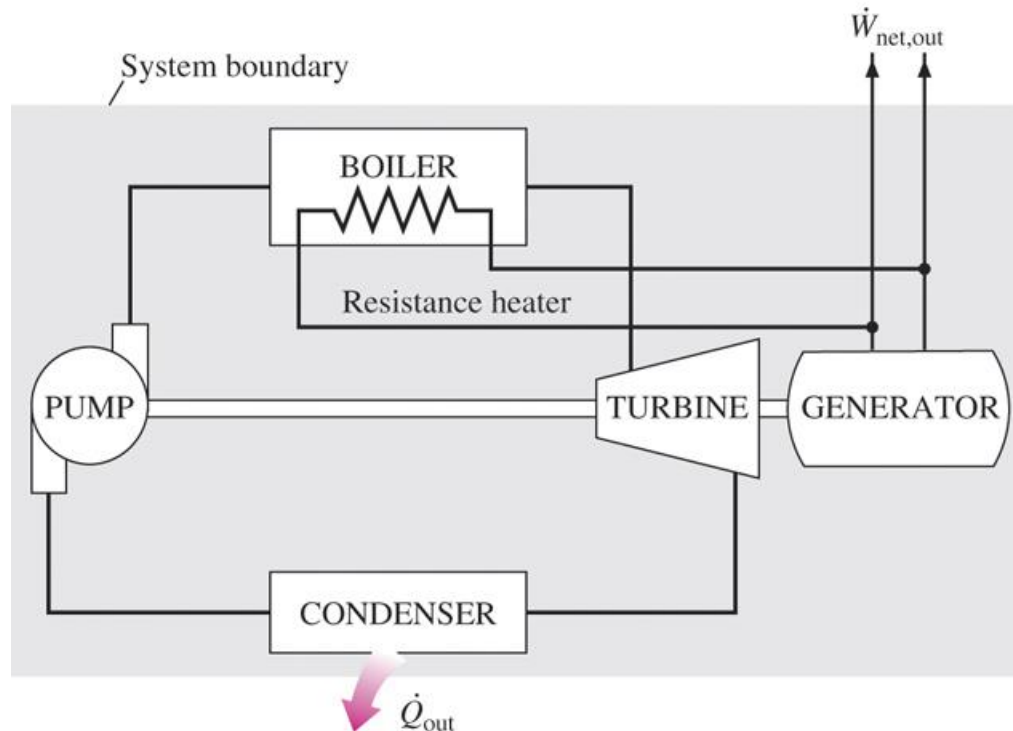 Ẇnet,out
System boundary
BOILER
Resistance heater
PUMP
TURBINE
GENERATOR
CONDENSER
Q̇out